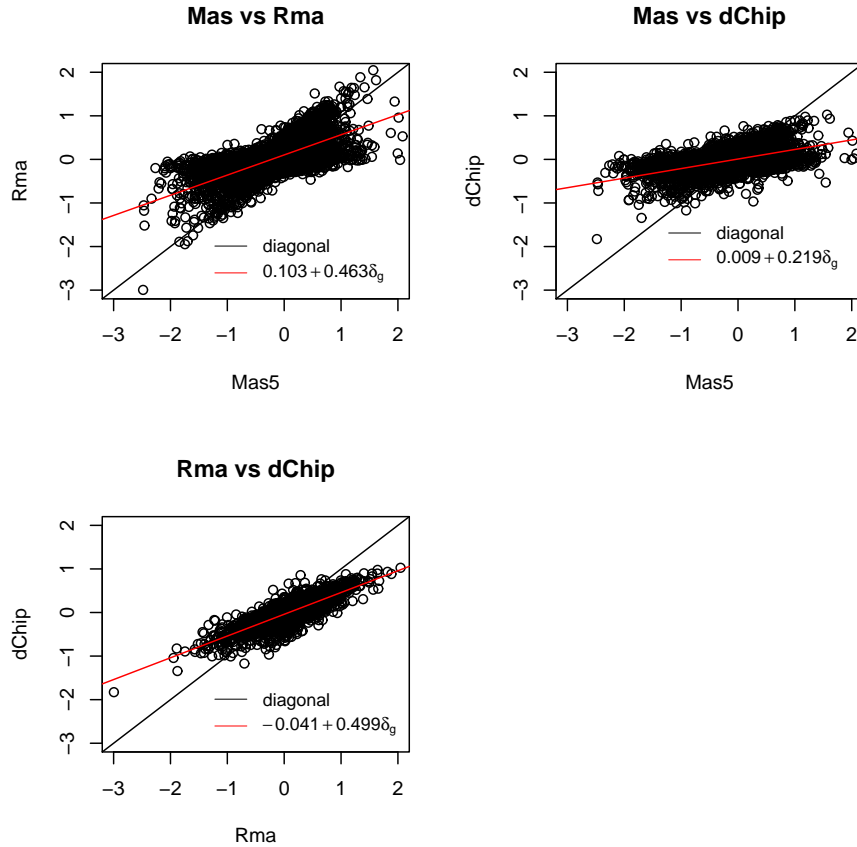 Mas vs Rma
2
1
0
−1
−2
−3
Rma
diagonal
0.103 + 0.463δg
−3 −2 −1 0 1 2
Mas5
Mas vs dChip
2
1
0
−1
−2
−3
dChip
diagonal
0.009 + 0.219δg
−3 −2 −1 0 1 2
Mas5
Rma vs dChip
2
1
0
−1
−2
−3
dChip
diagonal
−0.041 + 0.499δg
−3 −2 −1 0 1 2
Rma